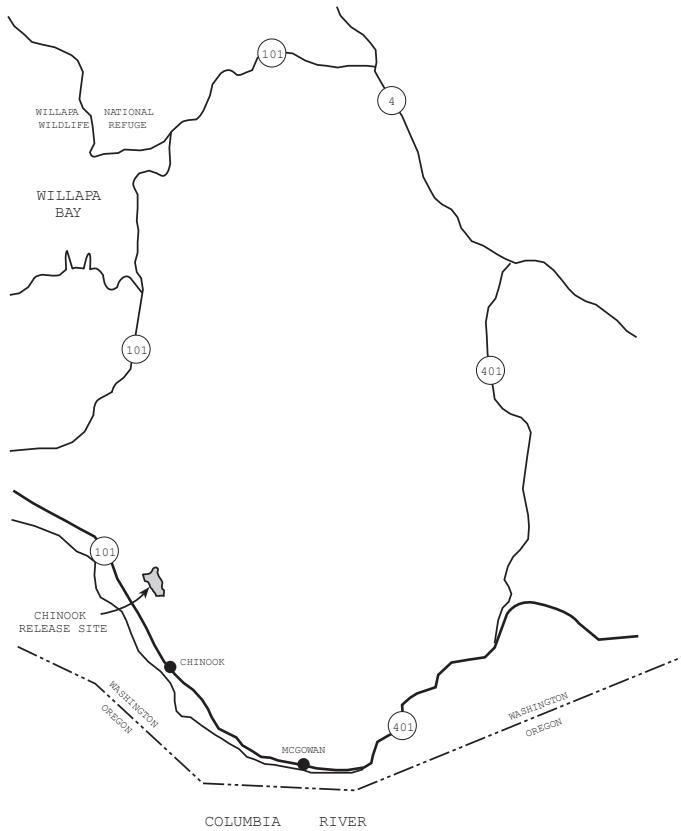 101
4
WILLAPA NATIONAL
WILDLIFE REFUGE
WILLAPA
BAY
101
401
101
CHINOOK
RELEASE SITE
CHINOOK
WASHINGTON
OREGON
WASHINGTON
OREGON
401
MCGOWAN
COLUMBIA RIVER